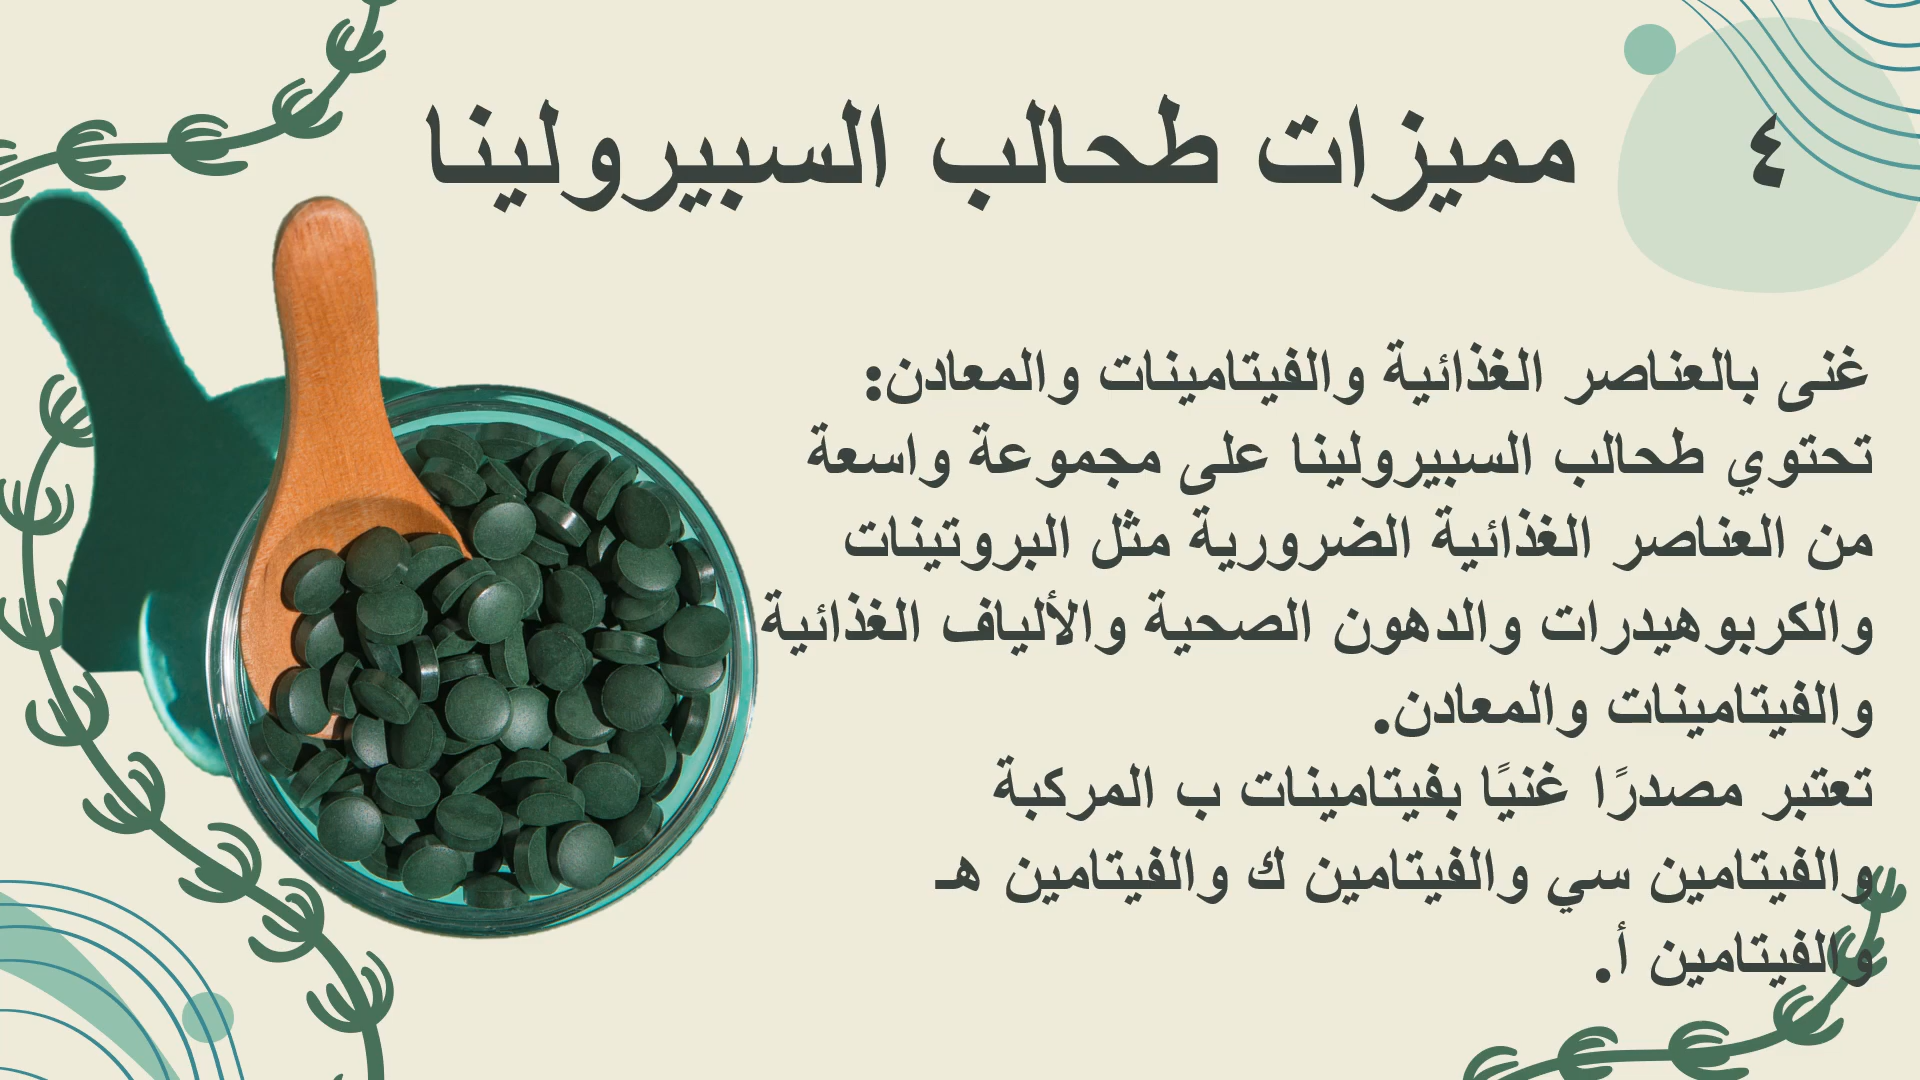 ٤
مميزات طحالب السبيرولينا
غنى بالعناصر الغذائية والفيتامينات والمعادن:
تحتوي طحالب السبيرولينا على مجموعة واسعة
من العناصر الغذائية الضرورية مثل البروتينات
والكربوهيدرات والدهون الصحية والألياف الغذائية
والفيتامينات والمعادن.
تعتبر مصدرًا غنيًا بفيتامينات ب المركبة
والفيتامين سي والفيتامين ك والفيتامين هـ
والفيتامين أ.